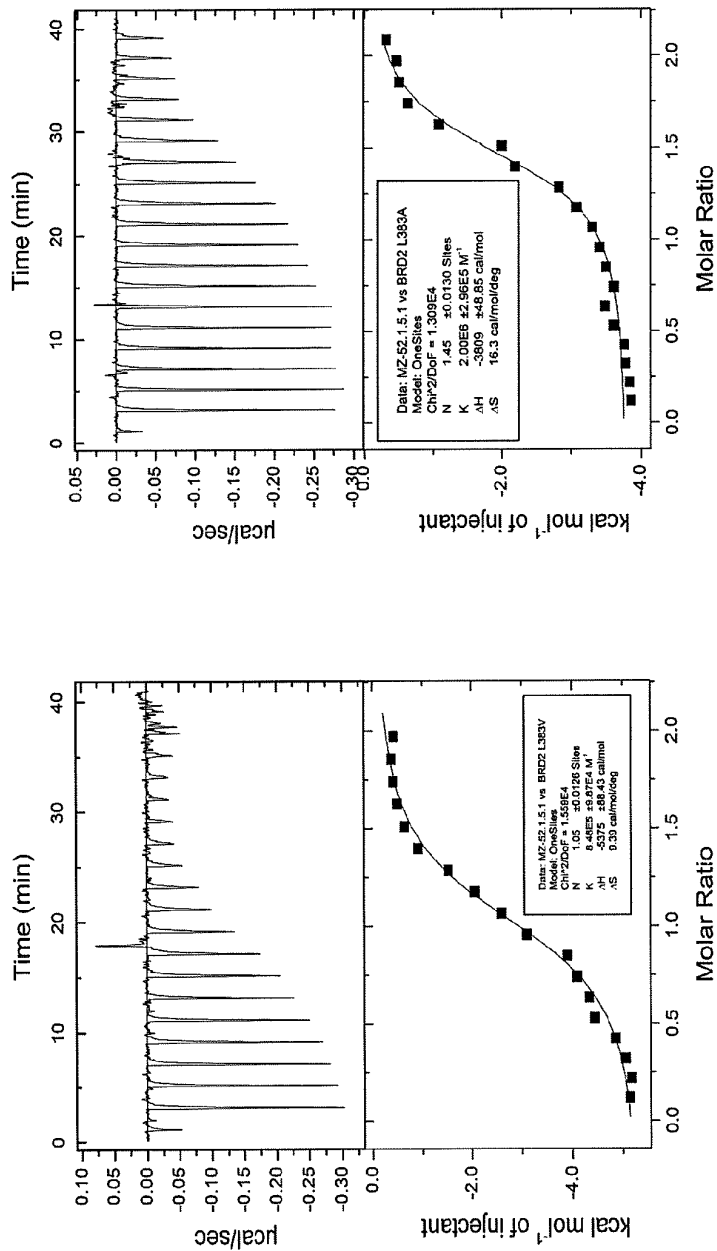 Time (min)
0 10 20 30 40
0.10
0.05
0.00
-0.05
-0.10
-0.15
-0.20
-0.25
-0.30
µcal/sec
0.0
-2.0
-4.0
kcal mol⁻¹ of injectant
Data: MZ-52.1.5.1 vs BRD2 L383V
Model: OneSites
Chi^2/DoF = 1.559E4
N 1.05 ±0.0126 Sites
K M⁻¹
ΔH -5375 ±88.43 cal/mol
ΔS 9.39 cal/mol/deg
0.0 0.5 1.0 1.5 2.0
Molar Ratio
Time (min)
0 10 20 30 40
0.05
0.00
-0.05
-0.10
-0.15
-0.20
-0.25
-0.30
µcal/sec
0.0
-2.0
-4.0
kcal mol⁻¹ of injectant
Data: MZ-52.1.5.1 vs BRD2 L383A
Model: OneSites
Chi^2/DoF = 1.309E4
N 1.45 ±0.0130 Sites
K 2.00E6 ±2.96E5 M⁻¹
ΔH -3809 ±48.85 cal/mol
ΔS 16.3 cal/mol/deg
0.0 0.5 1.0 1.5 2.0
Molar Ratio